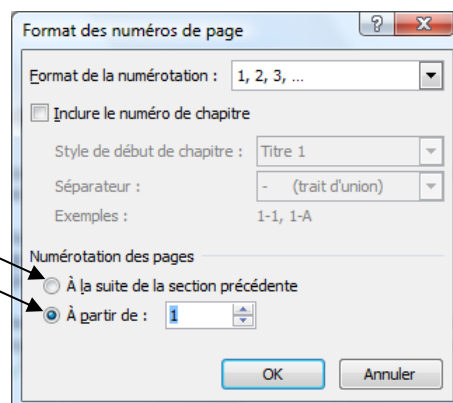 Format des numéros de page
Format de la numérotation : 1, 2, 3, ...
Inclure le numéro de chapitre
Style de début de chapitre : Titre 1
Séparateur : - (trait d'union)
Exemples : 1-1, 1-A
Numérotation des pages
À la suite de la section précédente
À partir de : 1
OK Annuler